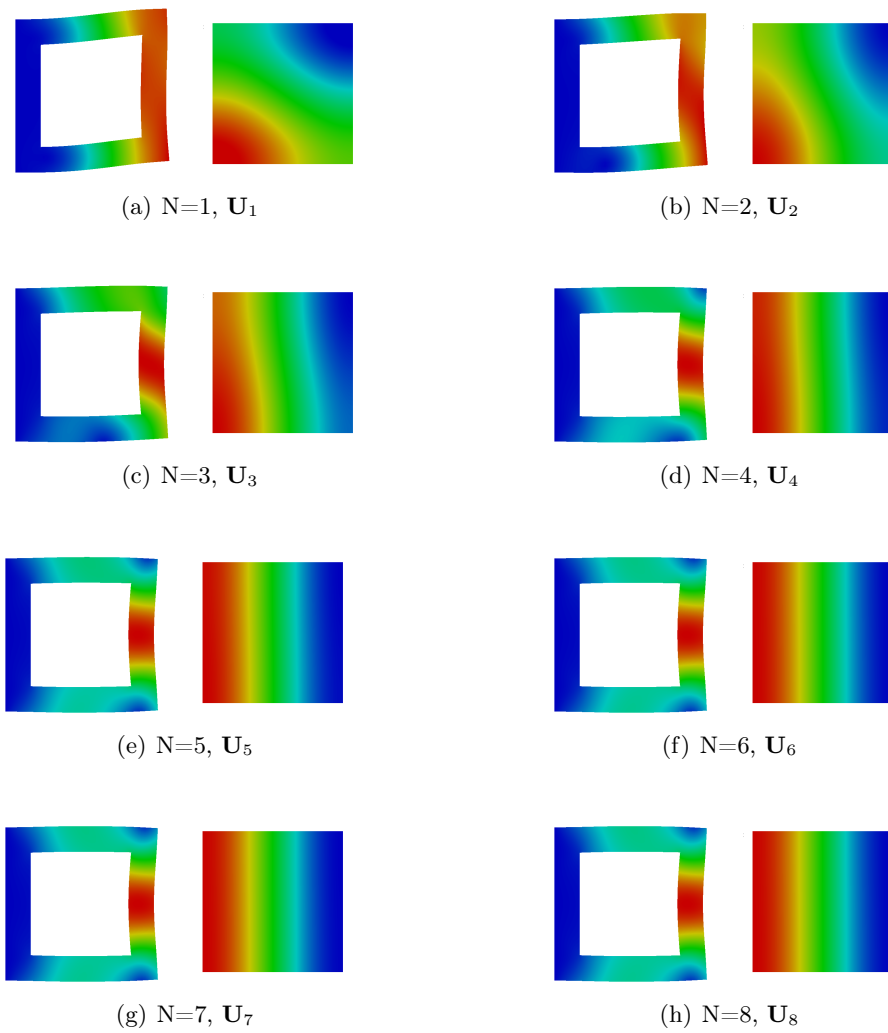 (a) N=1, U₁
(b) N=2, U₂
(c) N=3, U₃
(d) N=4, U₄
(e) N=5, U₅
(f) N=6, U₆
(g) N=7, U₇
(h) N=8, U₈